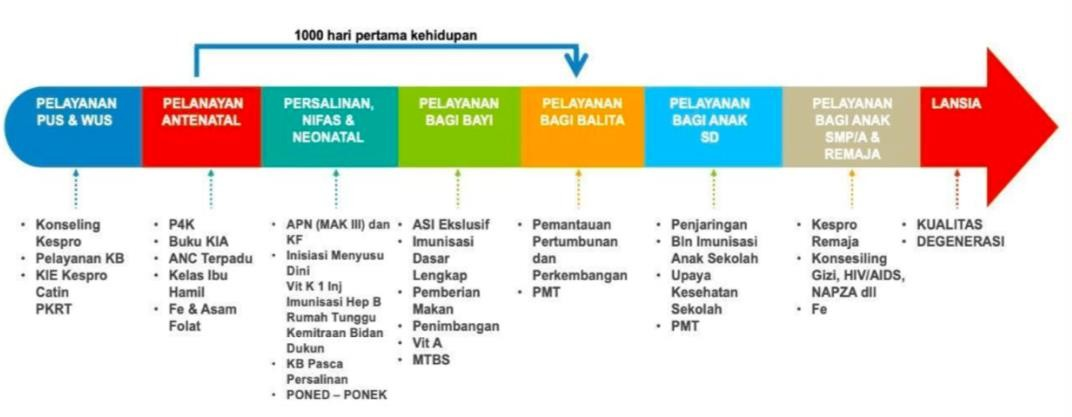 1000 hari pertama kehidupan
PELAYANAN
PUS & WUS
PELANAYAN
ANTENATAL
PERSALINAN,
NIFAS &
NEONATAL
PELAYANAN
BAGI BAYI
PELAYANAN
BAGI BALITA
PELAYANAN
BAGI ANAK
SD
PELAYANAN
BAGI ANAK
SMP/A &
REMAJA
LANSIA
• Konseling
Kespro
• Pelayanan KB
• KIE Kespro
Catin
PKRT
• P4K
• Buku KIA
• ANC Terpadu
• Kelas Ibu
Hamil
• Fe & Asam
Folat
• APN (MAK III) dan
KF
• Inisiasi Menyusu
Dini
Vit K 1 Inj
Imunisasi Hep B
Rumah Tunggu
Kemitraan Bidan
Dukun
• KB Pasca
Persalinan
• PONED – PONEK
• ASI Ekslusif
• Imunisasi
Dasar
Lengkap
• Pemberian
Makan
• Penimbangan
• Vit A
• MTBS
• Pemantauan
Pertumbunan
dan
Perkembangan
• PMT
• Penjaringan
• Bln Imunisasi
Anak Sekolah
• Upaya
Kesehatan
Sekolah
• PMT
• Kespro
Remaja
• Konsesiling
Gizi, HIV/AIDS,
NAPZA dll
• Fe
• KUALITAS
• DEGENERASI